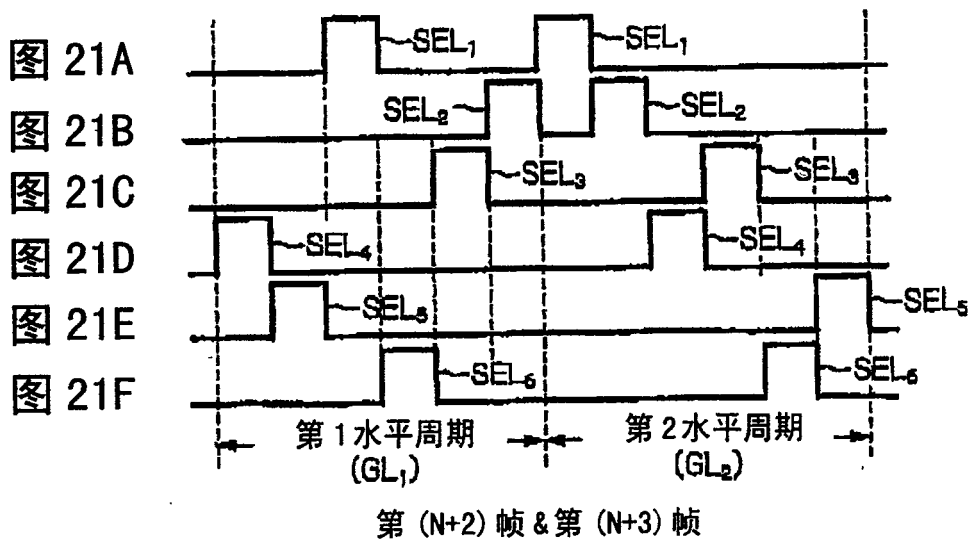 图 21A SEL₁ SEL₁
图 21B SEL₂ SEL₂
图 21C SEL₃ SEL₃
图 21D SEL₄ SEL₄
图 21E SEL₅ SEL₅
图 21F SEL₆ SEL₆
第1水平周期 第2水平周期
(GL₁) (GL₂)
第 (N+2) 帧 & 第 (N+3) 帧